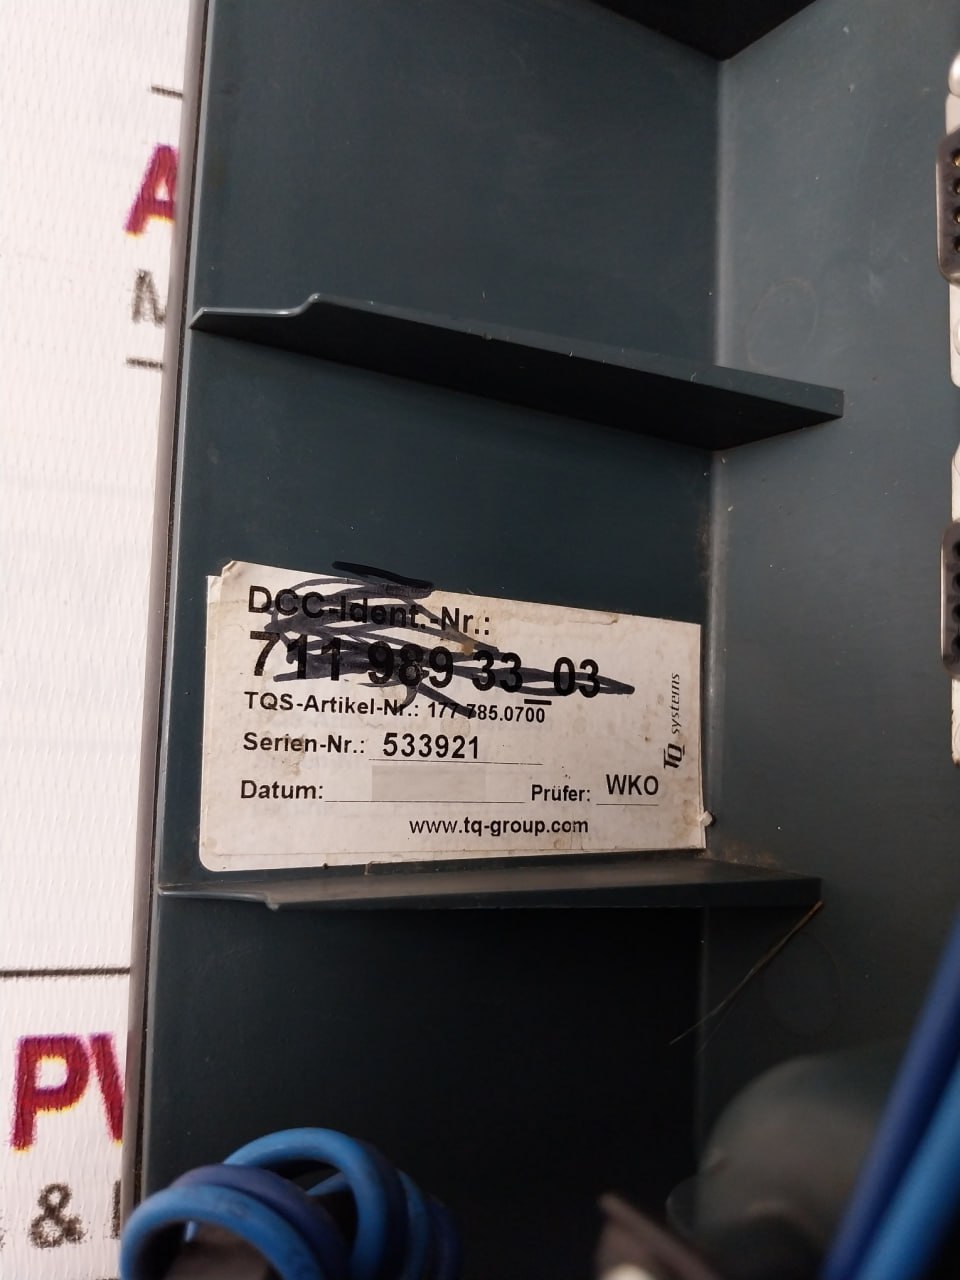 A
M
DCC-Ident.-Nr.:
711 989 33 03
TQS-Artikel-Nr.: 177 785.0700
Serien-Nr.: 533921
Datum: Prüfer: WKO
www.tq-group.com
TQ systems
PV
&